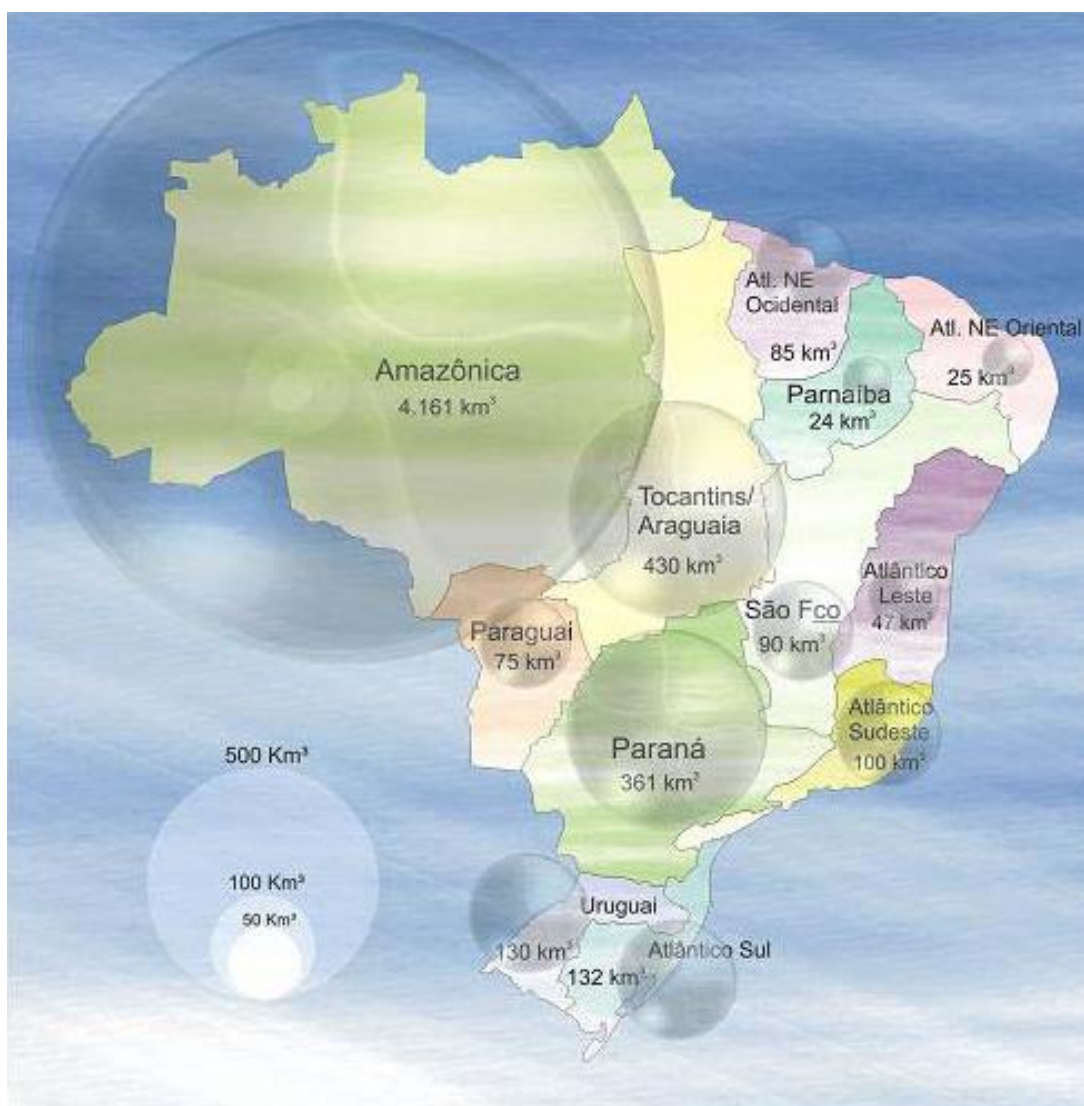 Atl. NE
Ocidental
85 km³
Atl. NE Oriental
25 km³
Amazônica
4.161 km³
Parnaíba
24 km³
Tocantins/
Araguaia
430 km³
Atlântico
Leste
47 km³
São Fco
90 km³
Paraguai
75 km³
Atlântico
Sudeste
100 km³
Paraná
361 km³
500 Km³
100 Km³
50 Km³
Uruguai
130 km³
Atlântico Sul
132 km³